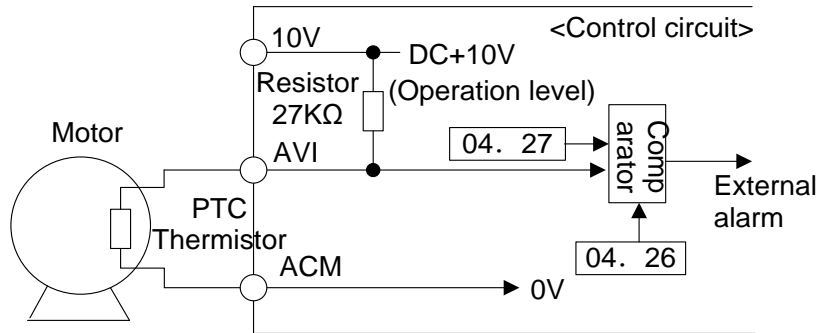 <Control circuit>
10V
DC+10V
Resistor
27KΩ
(Operation level)
Motor
04. 27
Comp
arator
AVI
External
alarm
PTC
Thermistor
04. 26
ACM
0V